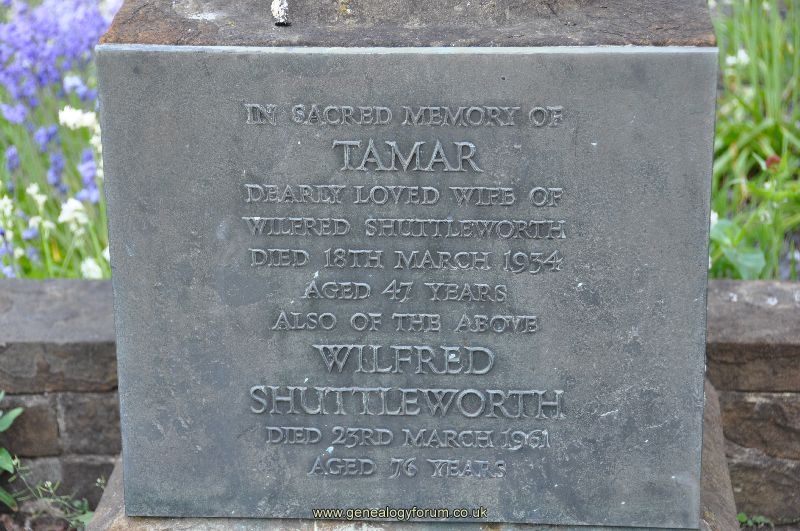 IN SACRED MEMORY OF
TAMAR
DEARLY LOVED WIFE OF
WILFRED SHUTTLEWORTH
DIED 18TH MARCH 1934
AGED 47 YEARS
ALSO OF THE ABOVE
WILFRED
SHUTTLEWORTH
DIED 23RD MARCH 1961
AGED 76 YEARS
www.genealogyforum.co.uk